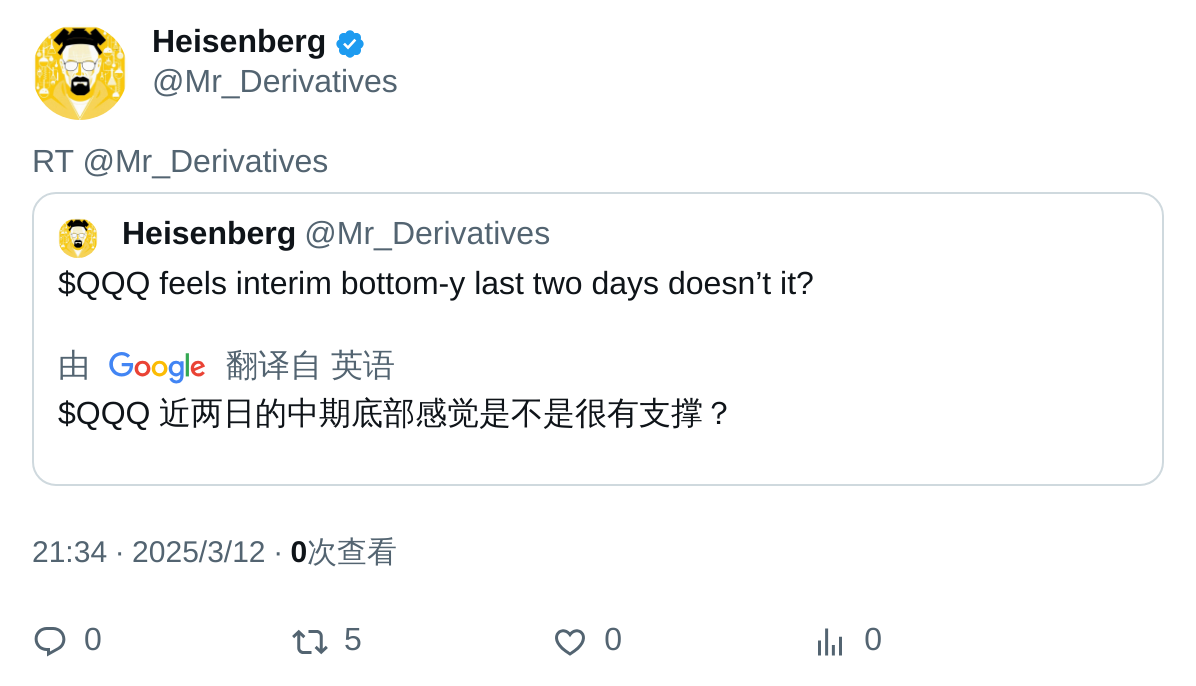 Heisenberg
@Mr_Derivatives
RT @Mr_Derivatives
Heisenberg @Mr_Derivatives
$QQQ feels interim bottom-y last two days doesn’t it?
由 Google 翻译自 英语
$QQQ 近两日的中期底部感觉是不是很有支撑？
21:34 · 2025/3/12 · 0次查看
0 5 0 0